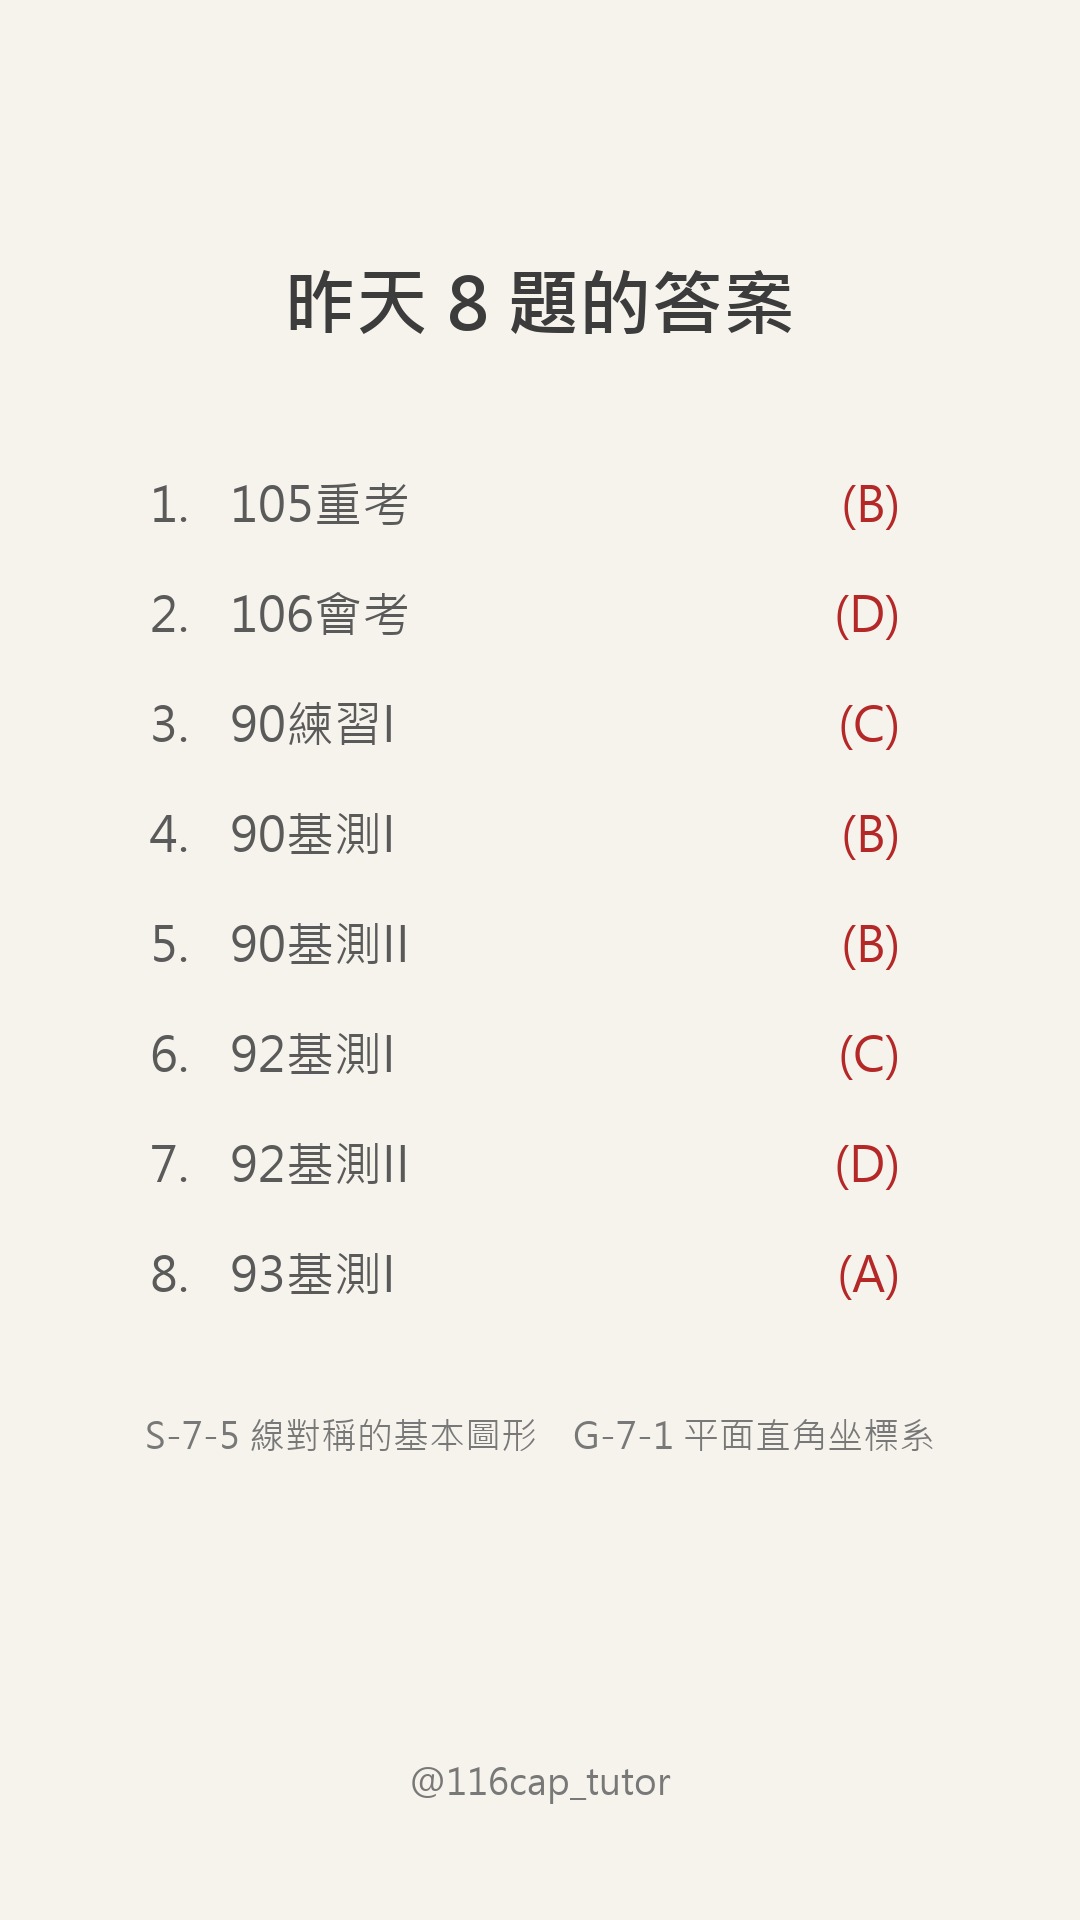 昨天 8 題的答案
1. 105重考 (B)
2. 106會考 (D)
3. 90練習I (C)
4. 90基測I (B)
5. 90基測II (B)
6. 92基測I (C)
7. 92基測II (D)
8. 93基測I (A)
S-7-5 線對稱的基本圖形 G-7-1 平面直角坐標系
@116cap_tutor